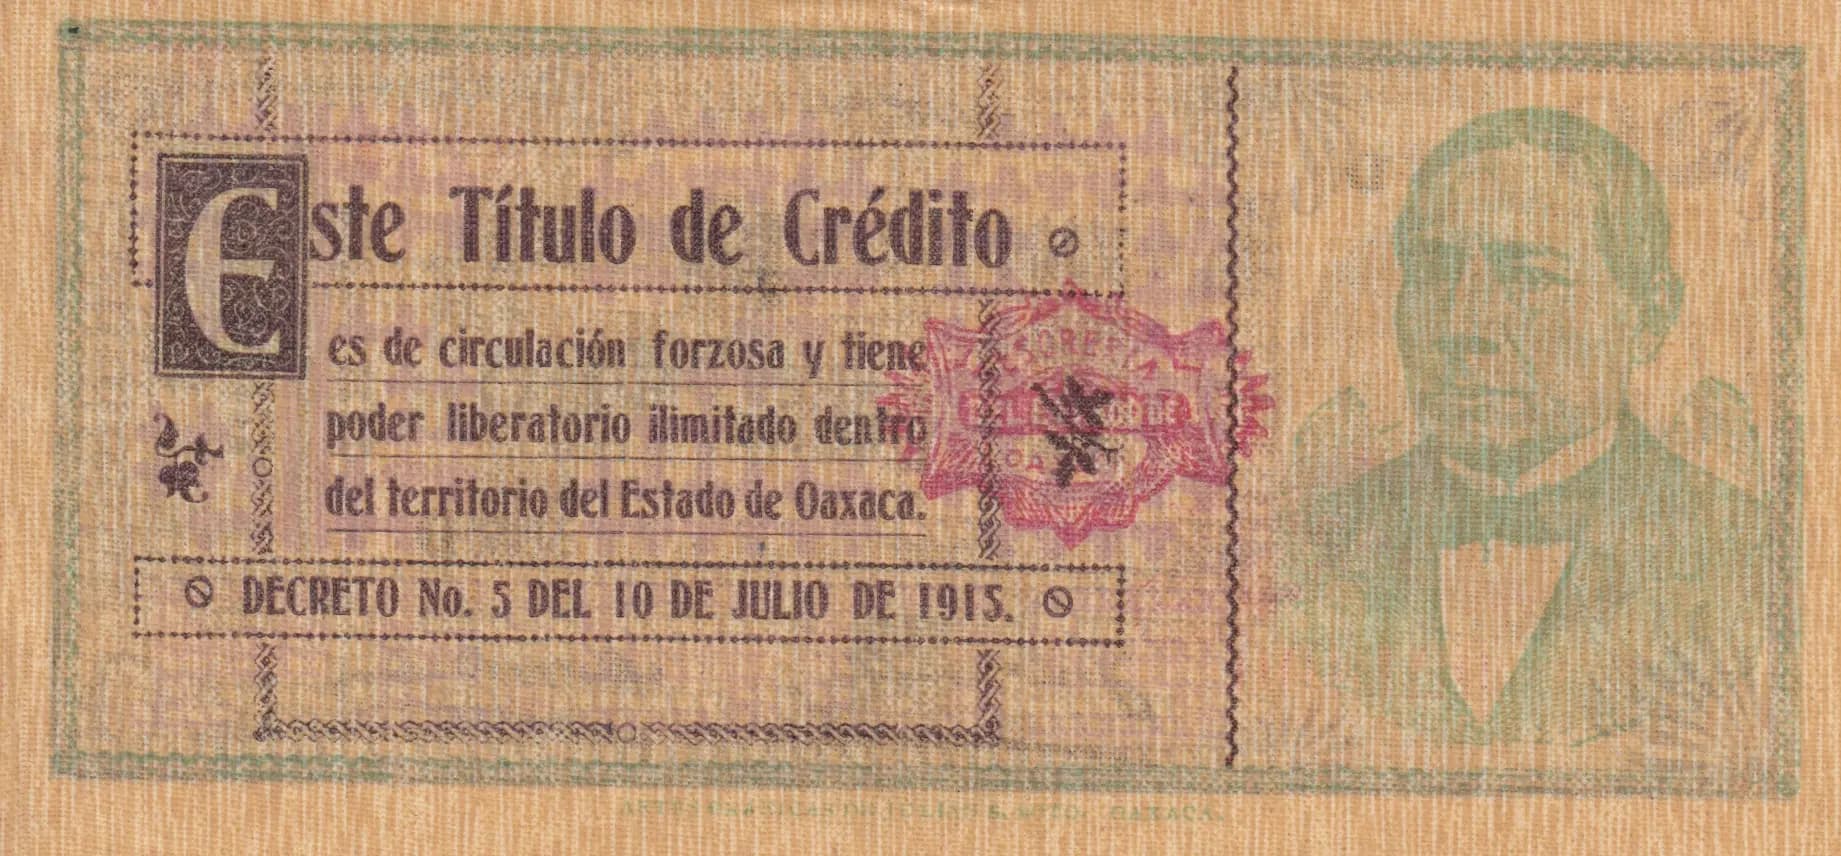 Este Título de Crédito
es de circulación forzosa y tiene
poder liberatorio ilimitado dentro
del territorio del Estado de Oaxaca.
DECRETO No. 5 DEL 10 DE JULIO DE 1915.
OAXACA.